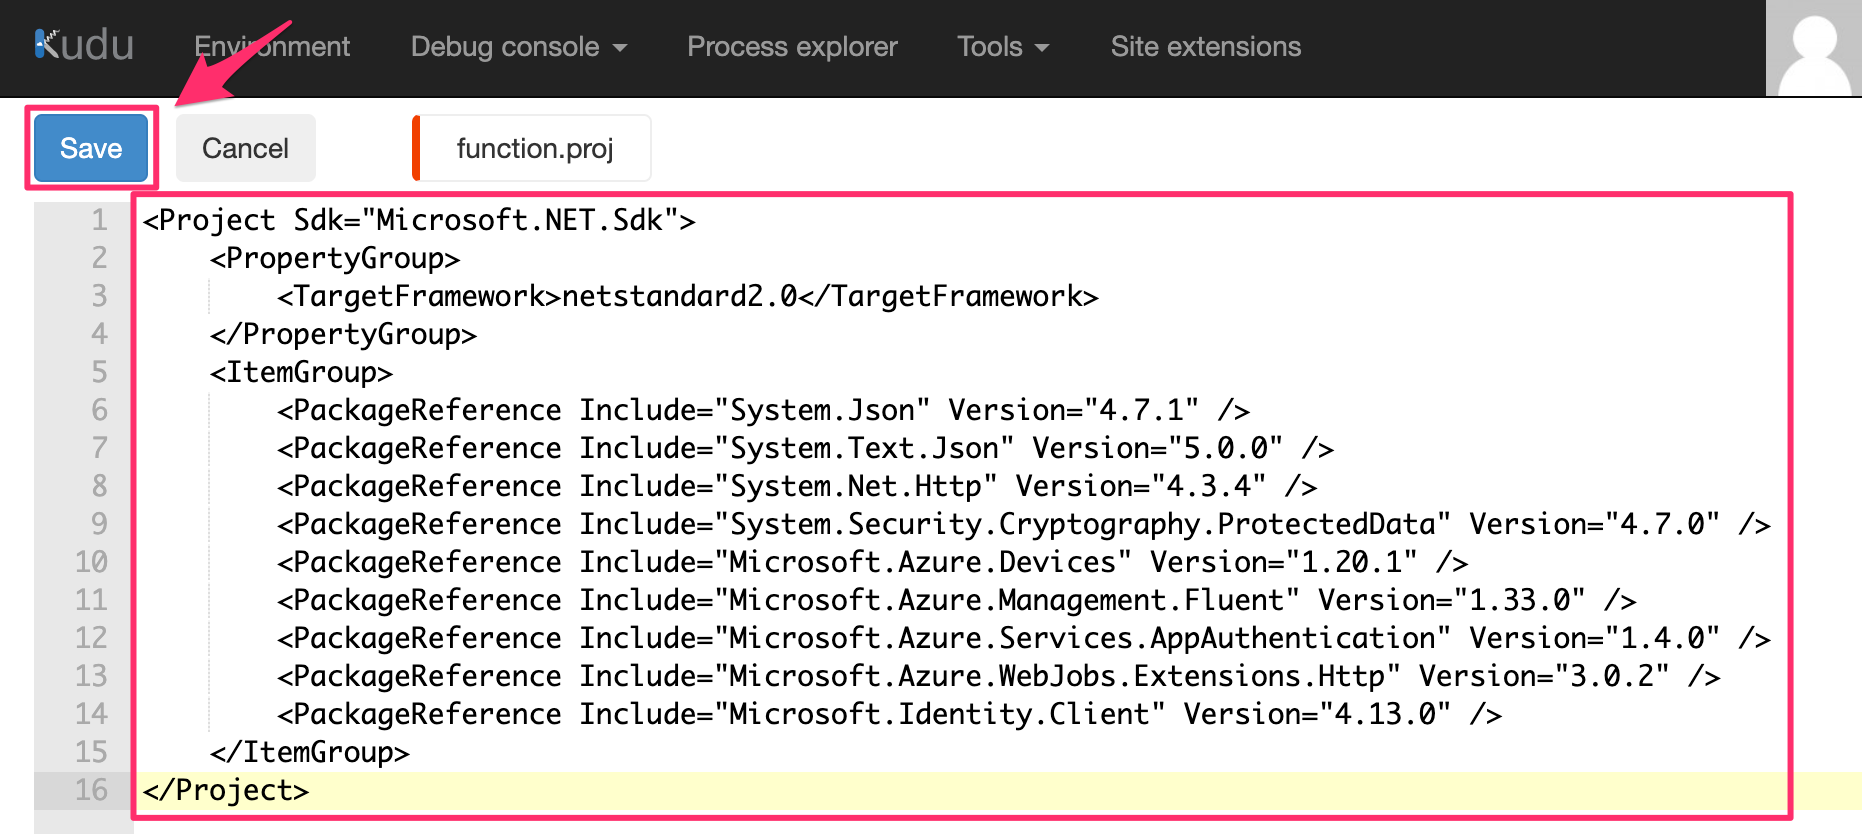 Kudu Environment Debug console Process explorer Tools Site extensions
Save Cancel function.proj
1 <Project Sdk="Microsoft.NET.Sdk">
2     <PropertyGroup>
3         <TargetFramework>netstandard2.0</TargetFramework>
4     </PropertyGroup>
5     <ItemGroup>
6         <PackageReference Include="System.Json" Version="4.7.1" />
7         <PackageReference Include="System.Text.Json" Version="5.0.0" />
8         <PackageReference Include="System.Net.Http" Version="4.3.4" />
9         <PackageReference Include="System.Security.Cryptography.ProtectedData" Version="4.7.0" />
10         <PackageReference Include="Microsoft.Azure.Devices" Version="1.20.1" />
11         <PackageReference Include="Microsoft.Azure.Management.Fluent" Version="1.33.0" />
12         <PackageReference Include="Microsoft.Azure.Services.AppAuthentication" Version="1.4.0" />
13         <PackageReference Include="Microsoft.Azure.WebJobs.Extensions.Http" Version="3.0.2" />
14         <PackageReference Include="Microsoft.Identity.Client" Version="4.13.0" />
15     </ItemGroup>
16 </Project>